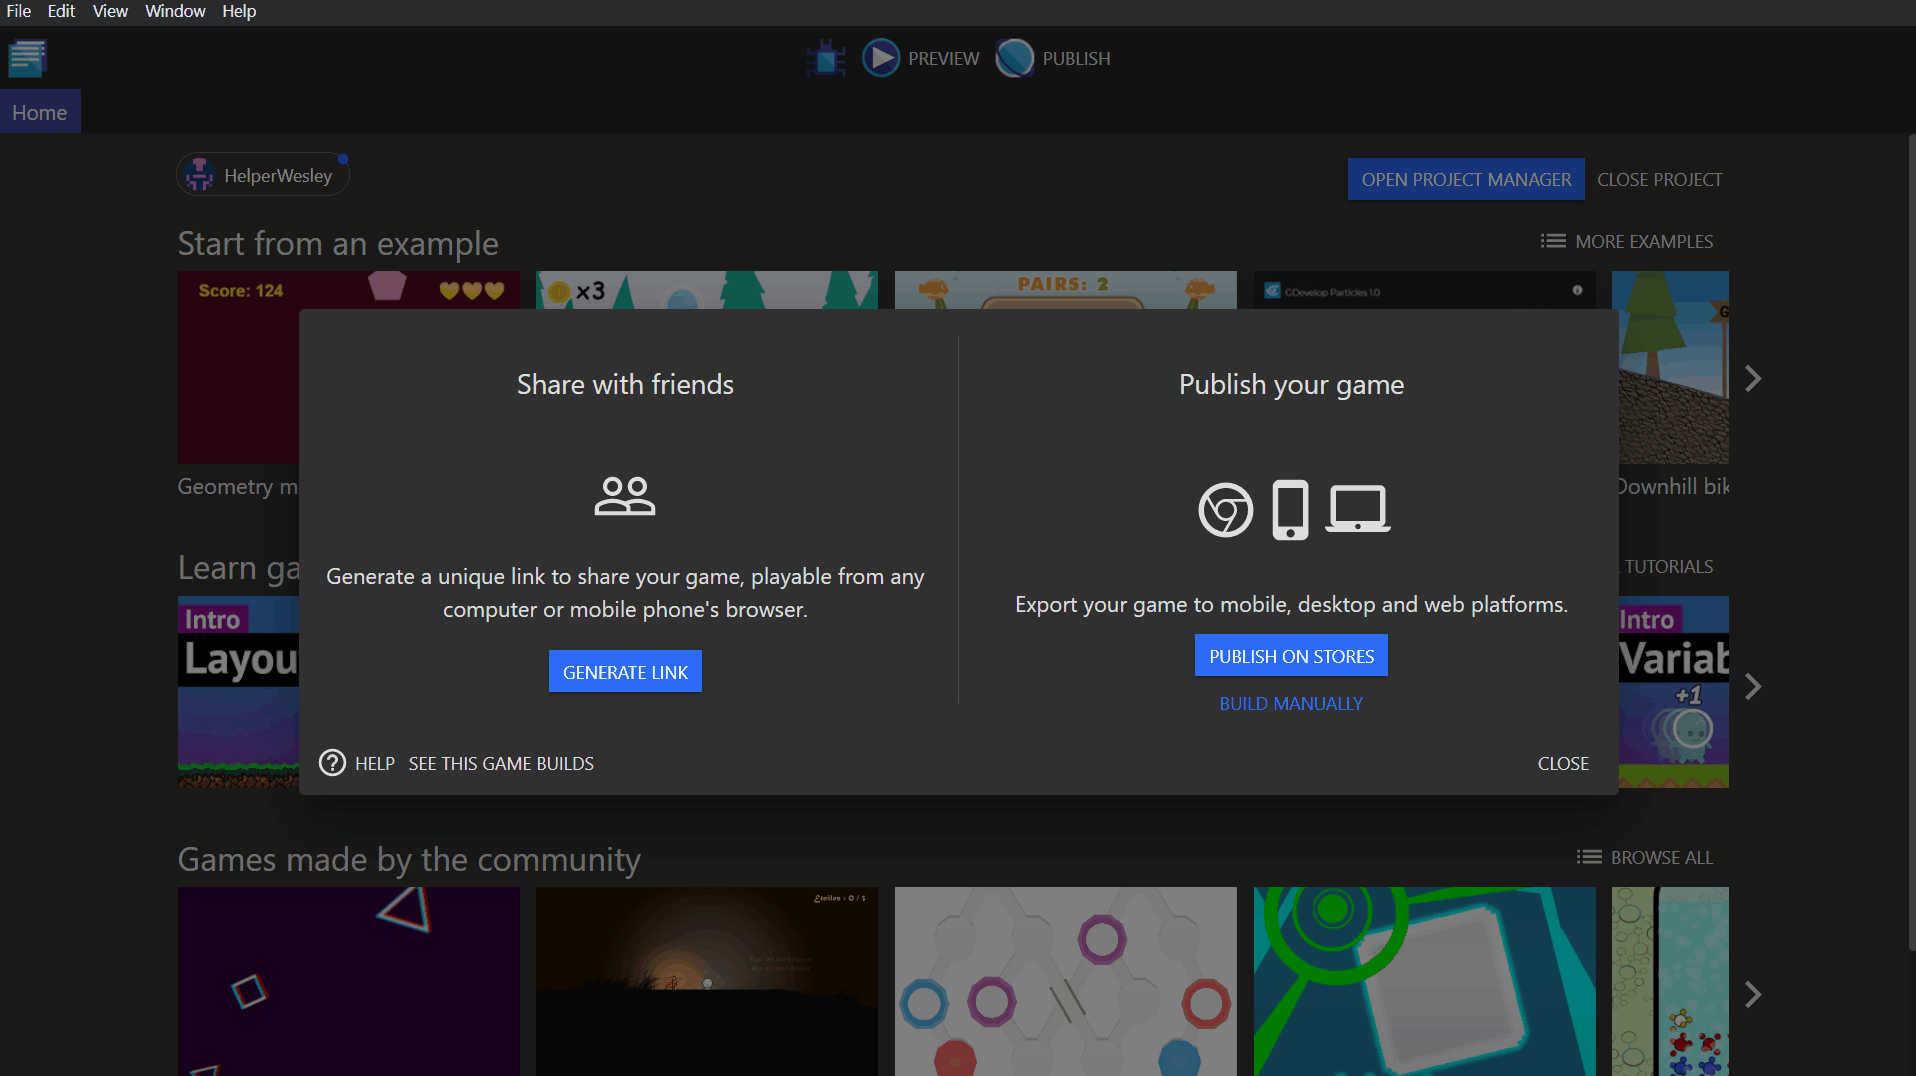 File Edit View Window Help
PREVIEW PUBLISH
Home
HelperWesley
OPEN PROJECT MANAGER CLOSE PROJECT
Start from an example
MORE EXAMPLES
Score: 124
x3
PAIRS: 2
GDevelop Particles 1.0
G
Share with friends
Publish your game
Geometry m
Downhill bik
Generate a unique link to share your game, playable from any
computer or mobile phone's browser.
Export your game to mobile, desktop and web platforms.
Learn ga
TUTORIALS
GENERATE LINK
PUBLISH ON STORES
BUILD MANUALLY
Intro
Layou
Intro
Variab
+1
HELP SEE THIS GAME BUILDS
CLOSE
Games made by the community
BROWSE ALL
Étoiles : 0 / 3